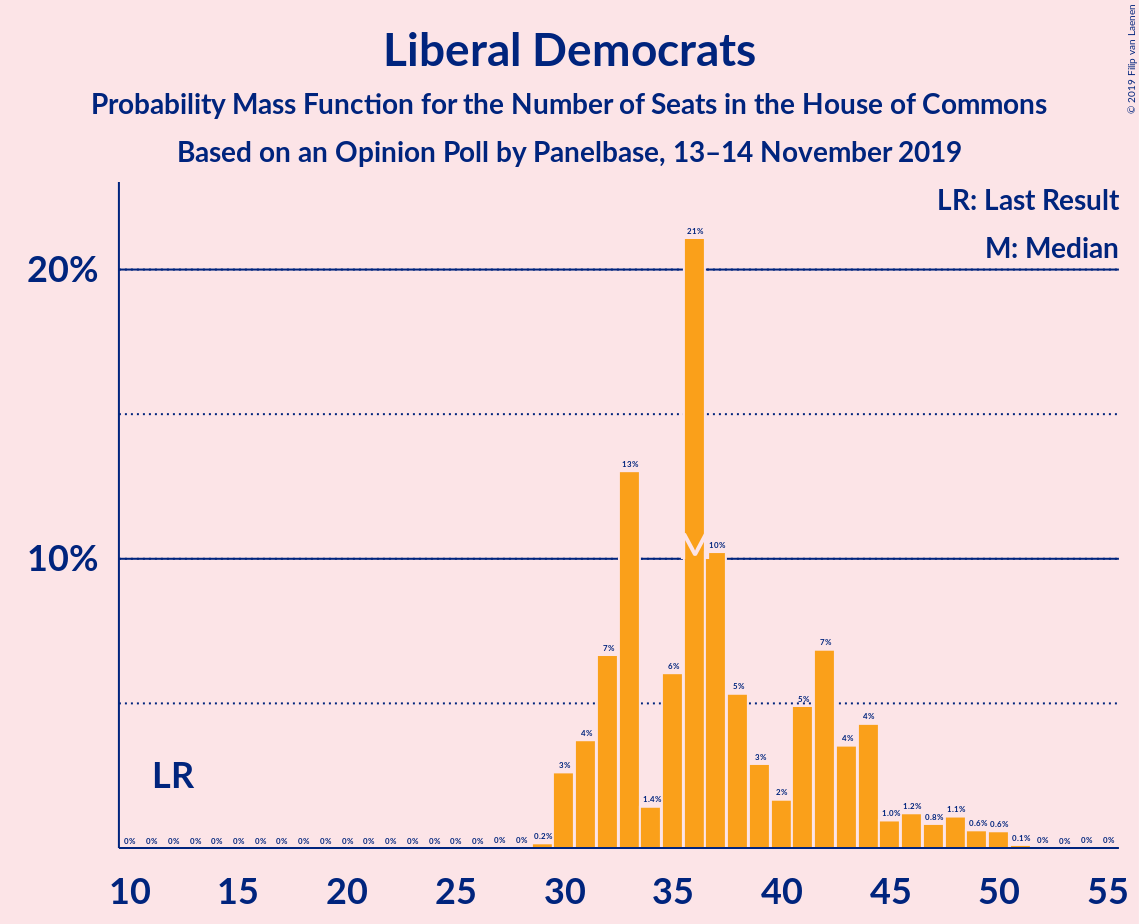 Liberal Democrats
Probability Mass Function for the Number of Seats in the House of Commons
Based on an Opinion Poll by Panelbase, 13–14 November 2019
© 2019 Filip van Laenen
LR: Last Result
M: Median
20%
10%
LR
M
0% 0% 0% 0% 0% 0% 0% 0% 0% 0% 0% 0% 0% 0% 0% 0% 0% 0% 0% 0.2% 3% 4% 7% 13% 1.4% 6% 21% 10% 5% 3% 2% 5% 7% 4% 4% 1.0% 1.2% 0.8% 1.1% 0.6% 0.6% 0.1% 0% 0% 0% 0%
10 15 20 25 30 35 40 45 50 55